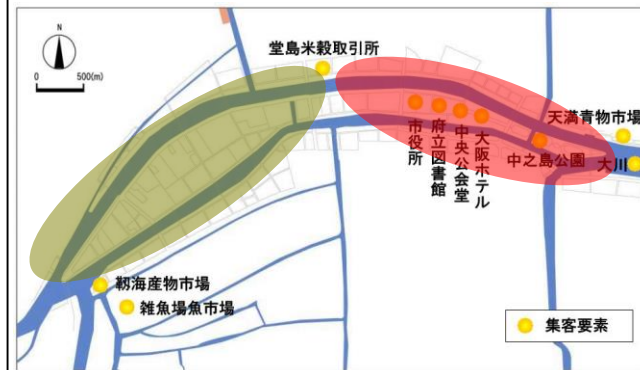 N
0 500(m)
堂島米穀取引所
天満青物市場
市役所
府立図書館
中央公会堂
大阪ホテル
中之島公園
大川
靭海産物市場
雑魚場魚市場
集客要素